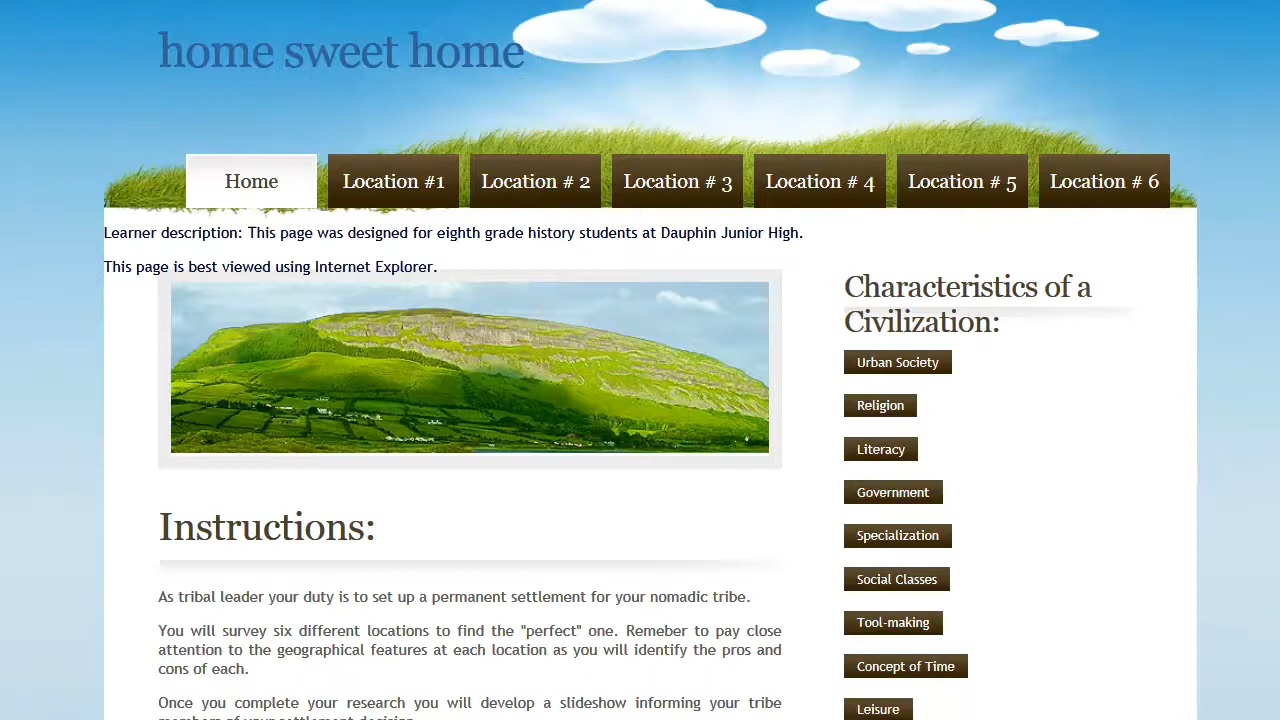 home sweet home
Home
Location #1
Location # 2
Location # 3
Location # 4
Location # 5
Location # 6
Learner description: This page was designed for eighth grade history students at Dauphin Junior High.
This page is best viewed using Internet Explorer.
Characteristics of a
Civilization:
Urban Society
Religion
Literacy
Government
Specialization
Social Classes
Tool-making
Concept of Time
Leisure
Instructions:
As tribal leader your duty is to set up a permanent settlement for your nomadic tribe.
You will survey six different locations to find the "perfect" one. Remeber to pay close
attention to the geographical features at each location as you will identify the pros and
cons of each.
Once you complete your research you will develop a slideshow informing your tribe
members of your settlement decision.